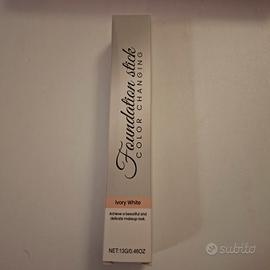 Foundation stick
COLOR CHANGING
Ivory White
Achieve a beautiful and
delicate makeup look
NET:13G/0.46OZ
subito